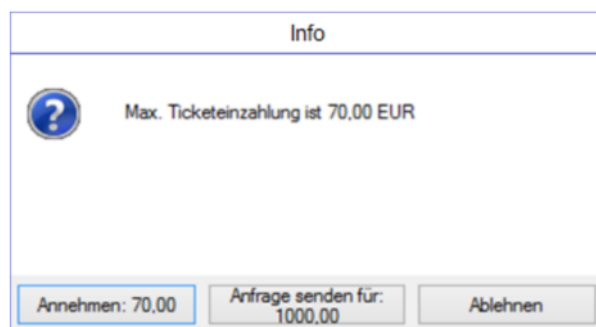 Info
Max. Ticketeinzahlung ist 70,00 EUR
Annehmen: 70,00
Anfrage senden für:
1000,00
Ablehnen